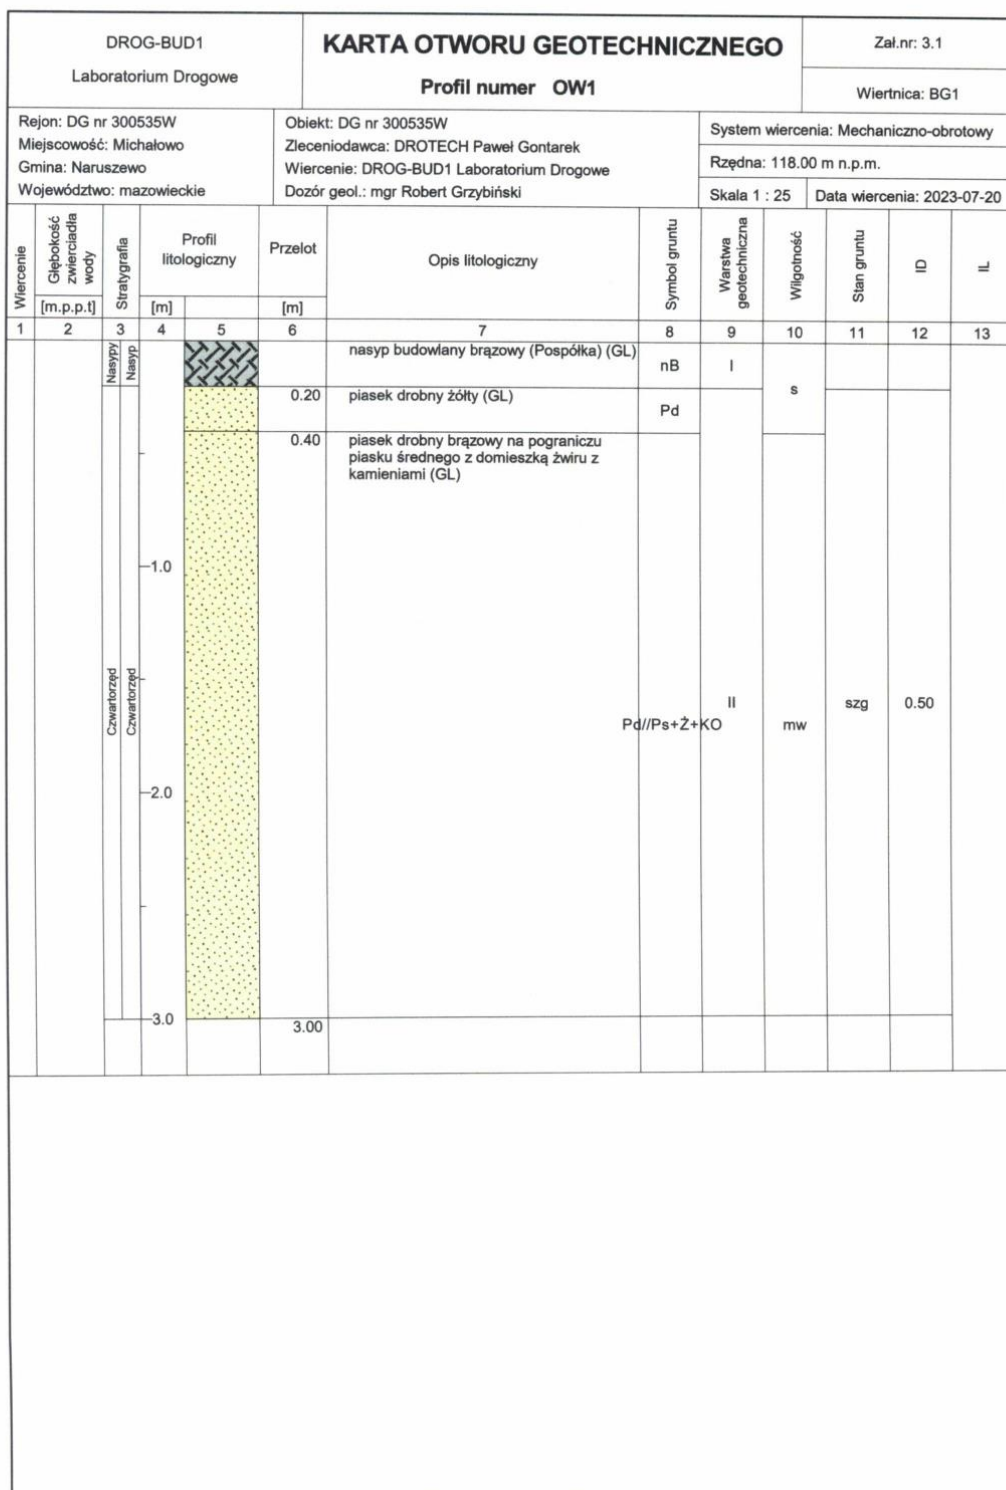 DROG-BUD1
Laboratorium Drogowe
KARTA OTWORU GEOTECHNICZNEGO
Profil numer OW1
Zał.nr: 3.1
Wiertnica: BG1
Rejon: DG nr 300535W
Miejscowość: Michałowo
Gmina: Naruszewo
Województwo: mazowieckie
Obiekt: DG nr 300535W
Zleceniodawca: DROTECH Paweł Gontarek
Wiercenie: DROG-BUD1 Laboratorium Drogowe
Dozór geol.: mgr Robert Grzybiński
System wiercenia: Mechaniczno-obrotowy
Rzędna: 118.00 m n.p.m.
Skala 1 : 25
Data wiercenia: 2023-07-20
Wiercenie
Głębokość
zwierciadła
wody
[m.p.p.t]
Stratygrafia
Profil
litologiczny
[m]
Przelot
[m]
Opis litologiczny
Symbol gruntu
Warstwa
geotechniczna
Wilgotność
Stan gruntu
ID
IL
1 2 3 4 5 6 7 8 9 10 11 12 13
Nasypy
Nasyp
nasyp budowlany brązowy (Pospółka) (GL)
nB
I
s
0.20
piasek drobny żółty (GL)
Pd
0.40
piasek drobny brązowy na pograniczu
piasku średnego z domieszką żwiru z
kamieniami (GL)
1.0
Czwartorzęd
Czwartorzęd
Pd//Ps+Ż+KO
II
mw
szg
0.50
2.0
3.0
3.00